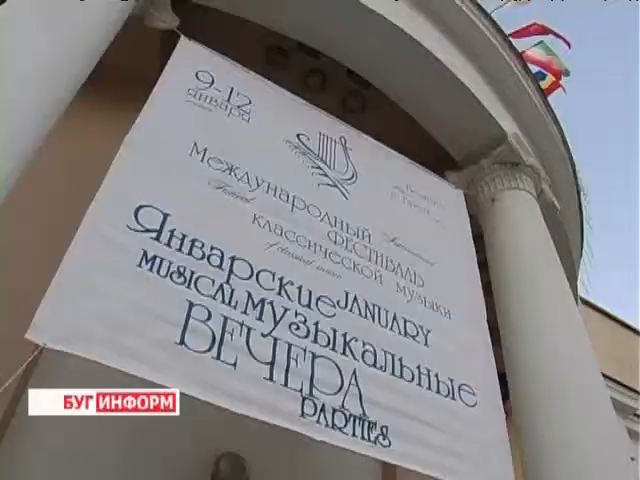 9-12
января
Международный
Festival
International
ФЕСТИВАЛЬ
классической музыки
of classical music
Январские JANUARY
MUSICAL музыкальные
ВЕЧЕРА
PARTIES
БУГ ИНФОРМ